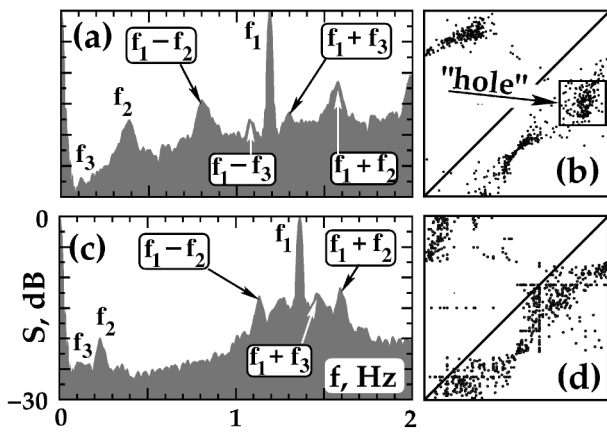 (a)
f₁
f₁ − f₂
f₁ + f₃
f₂
f₃
f₁ − f₃
f₁ + f₂
"hole"
(b)
0
(c)
f₁
f₁ − f₂
f₁ + f₂
S, dB
f₃
f₂
f₁ + f₃
f, Hz
−30
0
1
2
(d)